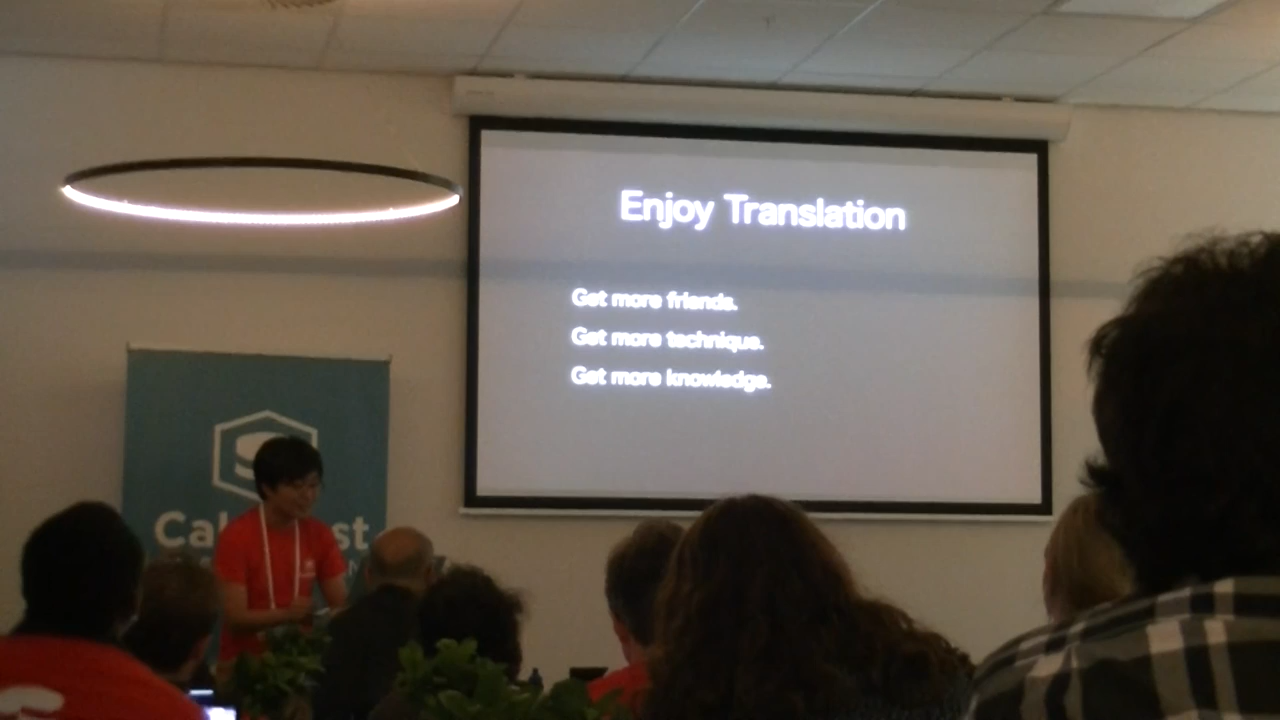 Enjoy Translation
Get more friends.
Get more technique.
Get more knowledge.